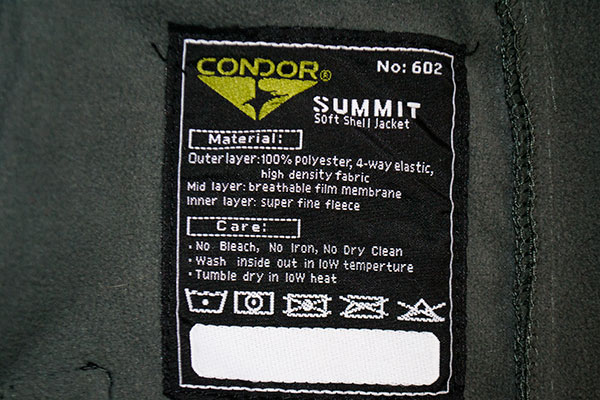 CONDOR®
No: 602
SUMMIT
Soft Shell Jacket
Material:
Outer layer: 100% polyester, 4-way elastic,
high density fabric
Mid layer: breathable film membrane
Inner layer: super fine fleece
Care:
• No Bleach, No Iron, No Dry Clean
• Wash inside out in low temperture
• Tumble dry in low heat